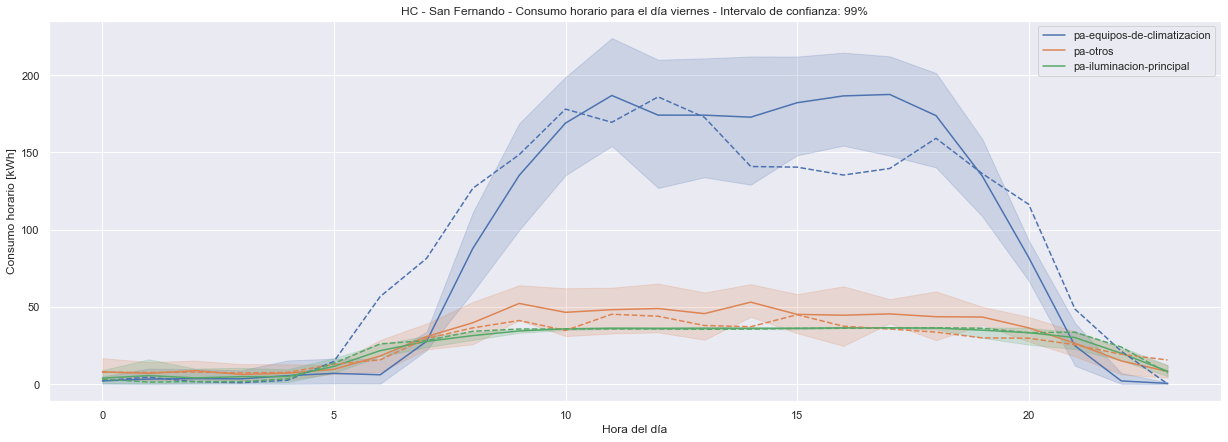 HC - San Fernando - Consumo horario para el día viernes - Intervalo de confianza: 99%
pa-equipos-de-climatizacion
pa-otros
pa-iluminacion-principal
Consumo horario [kWh]
200
150
100
50
0
0 5 10 15 20
Hora del día